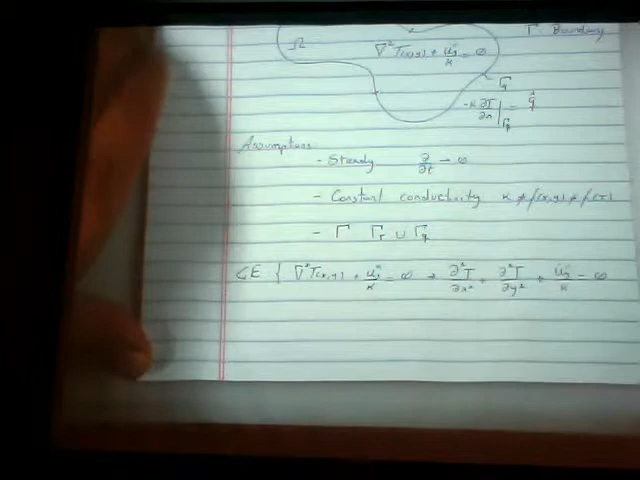 Γ Boundary
Ω
∇²T(x,y) + u̇g'''/κ = 0
Γq
-κ ∂T/∂n |Γq = q̂
Assumptions
- Steady ∂/∂t = 0
- Constant conductivity κ ≠ f(x,y) ≠ f(T)
- Γ ΓT ∪ Γq
GE { ∇²T(x,y) + u̇g'''/κ = 0 → ∂²T/∂x² + ∂²T/∂y² + u̇g'''/κ = 0